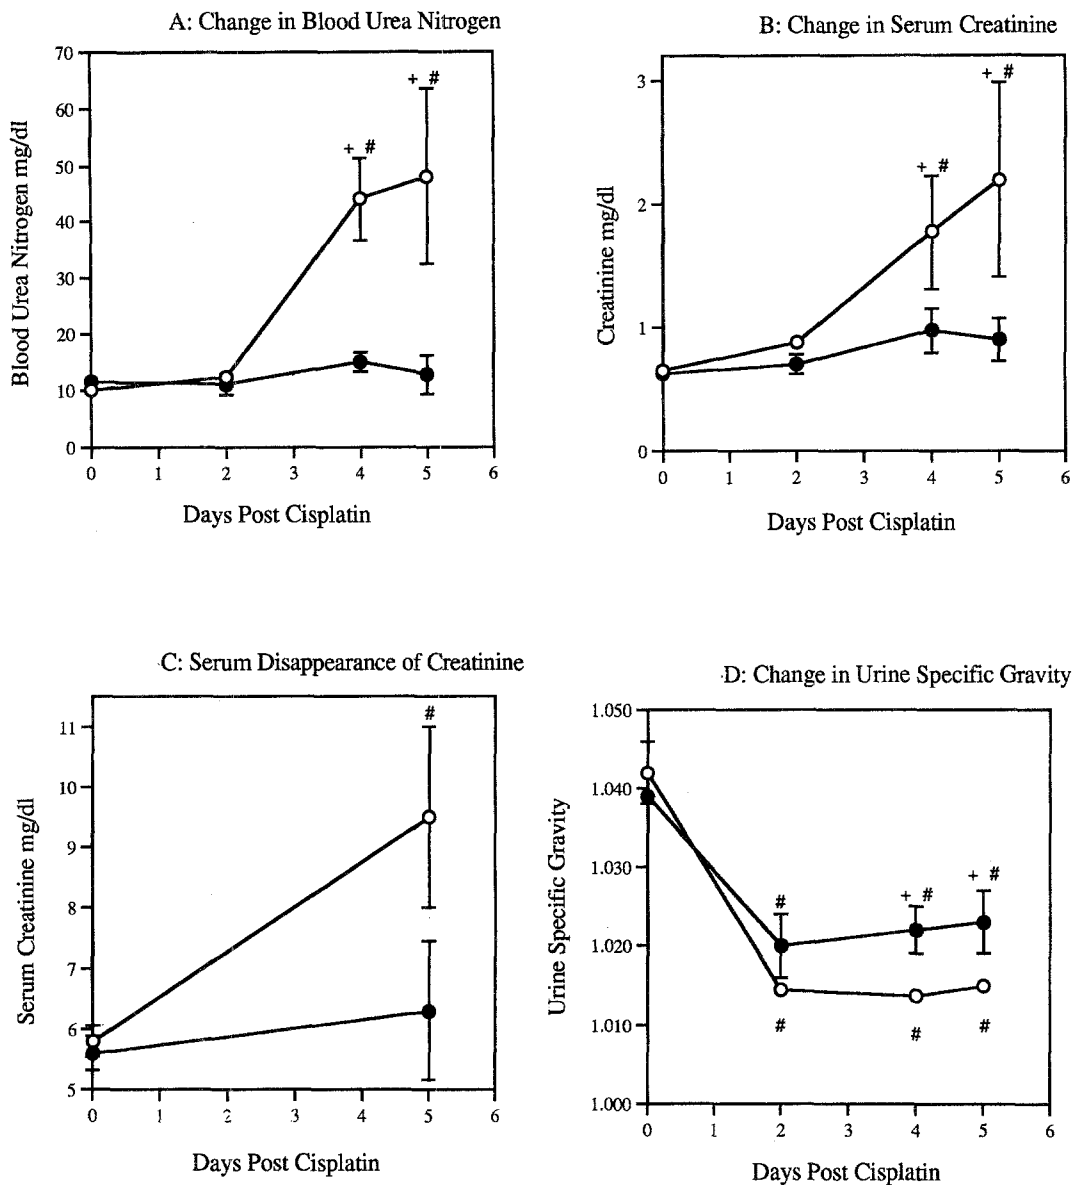 A: Change in Blood Urea Nitrogen
70
60
50
40
30
20
10
0
Blood Urea Nitrogen mg/dl
+ #
+ #
0 1 2 3 4 5 6
Days Post Cisplatin
B: Change in Serum Creatinine
3
2
1
0
Creatinine mg/dl
+ #
+ #
0 1 2 3 4 5 6
Days Post Cisplatin
C: Serum Disappearance of Creatinine
11
10
9
8
7
6
5
Serum Creatinine mg/dl
#
0 1 2 3 4 5 6
Days Post Cisplatin
D: Change in Urine Specific Gravity
1.050
1.040
1.030
1.020
1.010
1.000
Urine Specific Gravity
#
+ #
+ #
#
#
#
0 1 2 3 4 5 6
Days Post Cisplatin